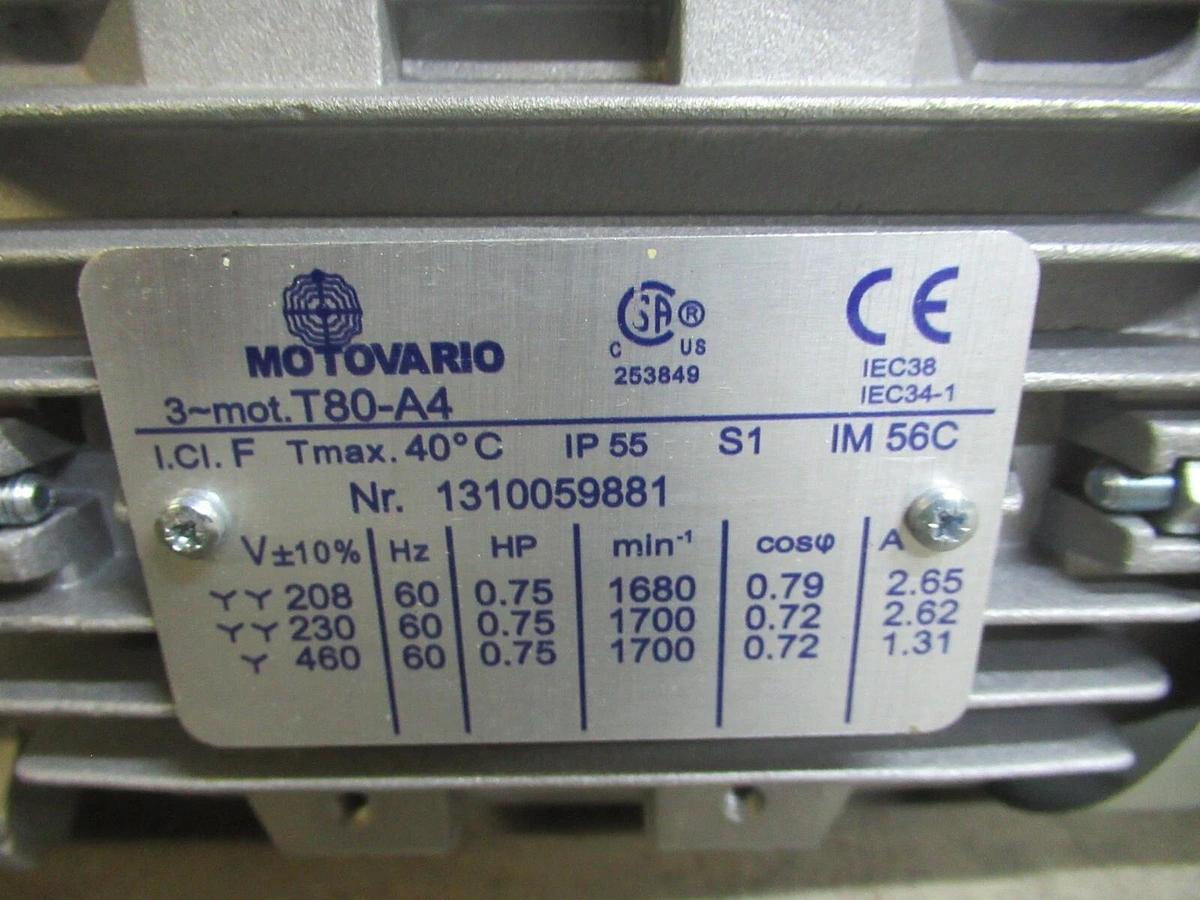 MOTOVARIO
3~mot.T80-A4
SA ®
C US
253849
CE
IEC38
IEC34-1
I.Cl. F Tmax. 40°C IP 55 S1 IM 56C
Nr. 1310059881
V±10% Hz HP min-1 cosφ A
YY 208 60 0.75 1680 0.79 2.65
YY 230 60 0.75 1700 0.72 2.62
Y 460 60 0.75 1700 0.72 1.31